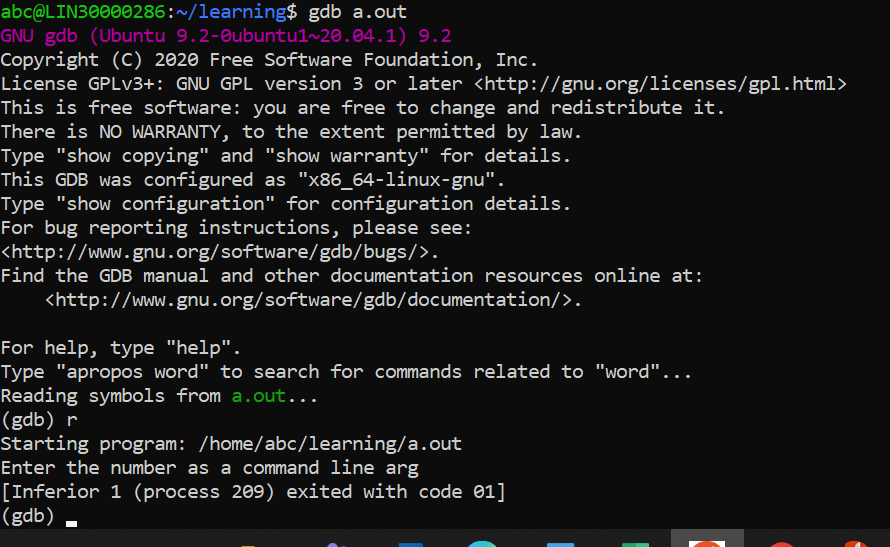 abc@LIN30000286:~/learning$ gdb a.out
GNU gdb (Ubuntu 9.2-0ubuntu1~20.04.1) 9.2
Copyright (C) 2020 Free Software Foundation, Inc.
License GPLv3+: GNU GPL version 3 or later <http://gnu.org/licenses/gpl.html>
This is free software: you are free to change and redistribute it.
There is NO WARRANTY, to the extent permitted by law.
Type "show copying" and "show warranty" for details.
This GDB was configured as "x86_64-linux-gnu".
Type "show configuration" for configuration details.
For bug reporting instructions, please see:
<http://www.gnu.org/software/gdb/bugs/>.
Find the GDB manual and other documentation resources online at:
    <http://www.gnu.org/software/gdb/documentation/>.

For help, type "help".
Type "apropos word" to search for commands related to "word"...
Reading symbols from a.out...
(gdb) r
Starting program: /home/abc/learning/a.out
Enter the number as a command line arg
[Inferior 1 (process 209) exited with code 01]
(gdb)